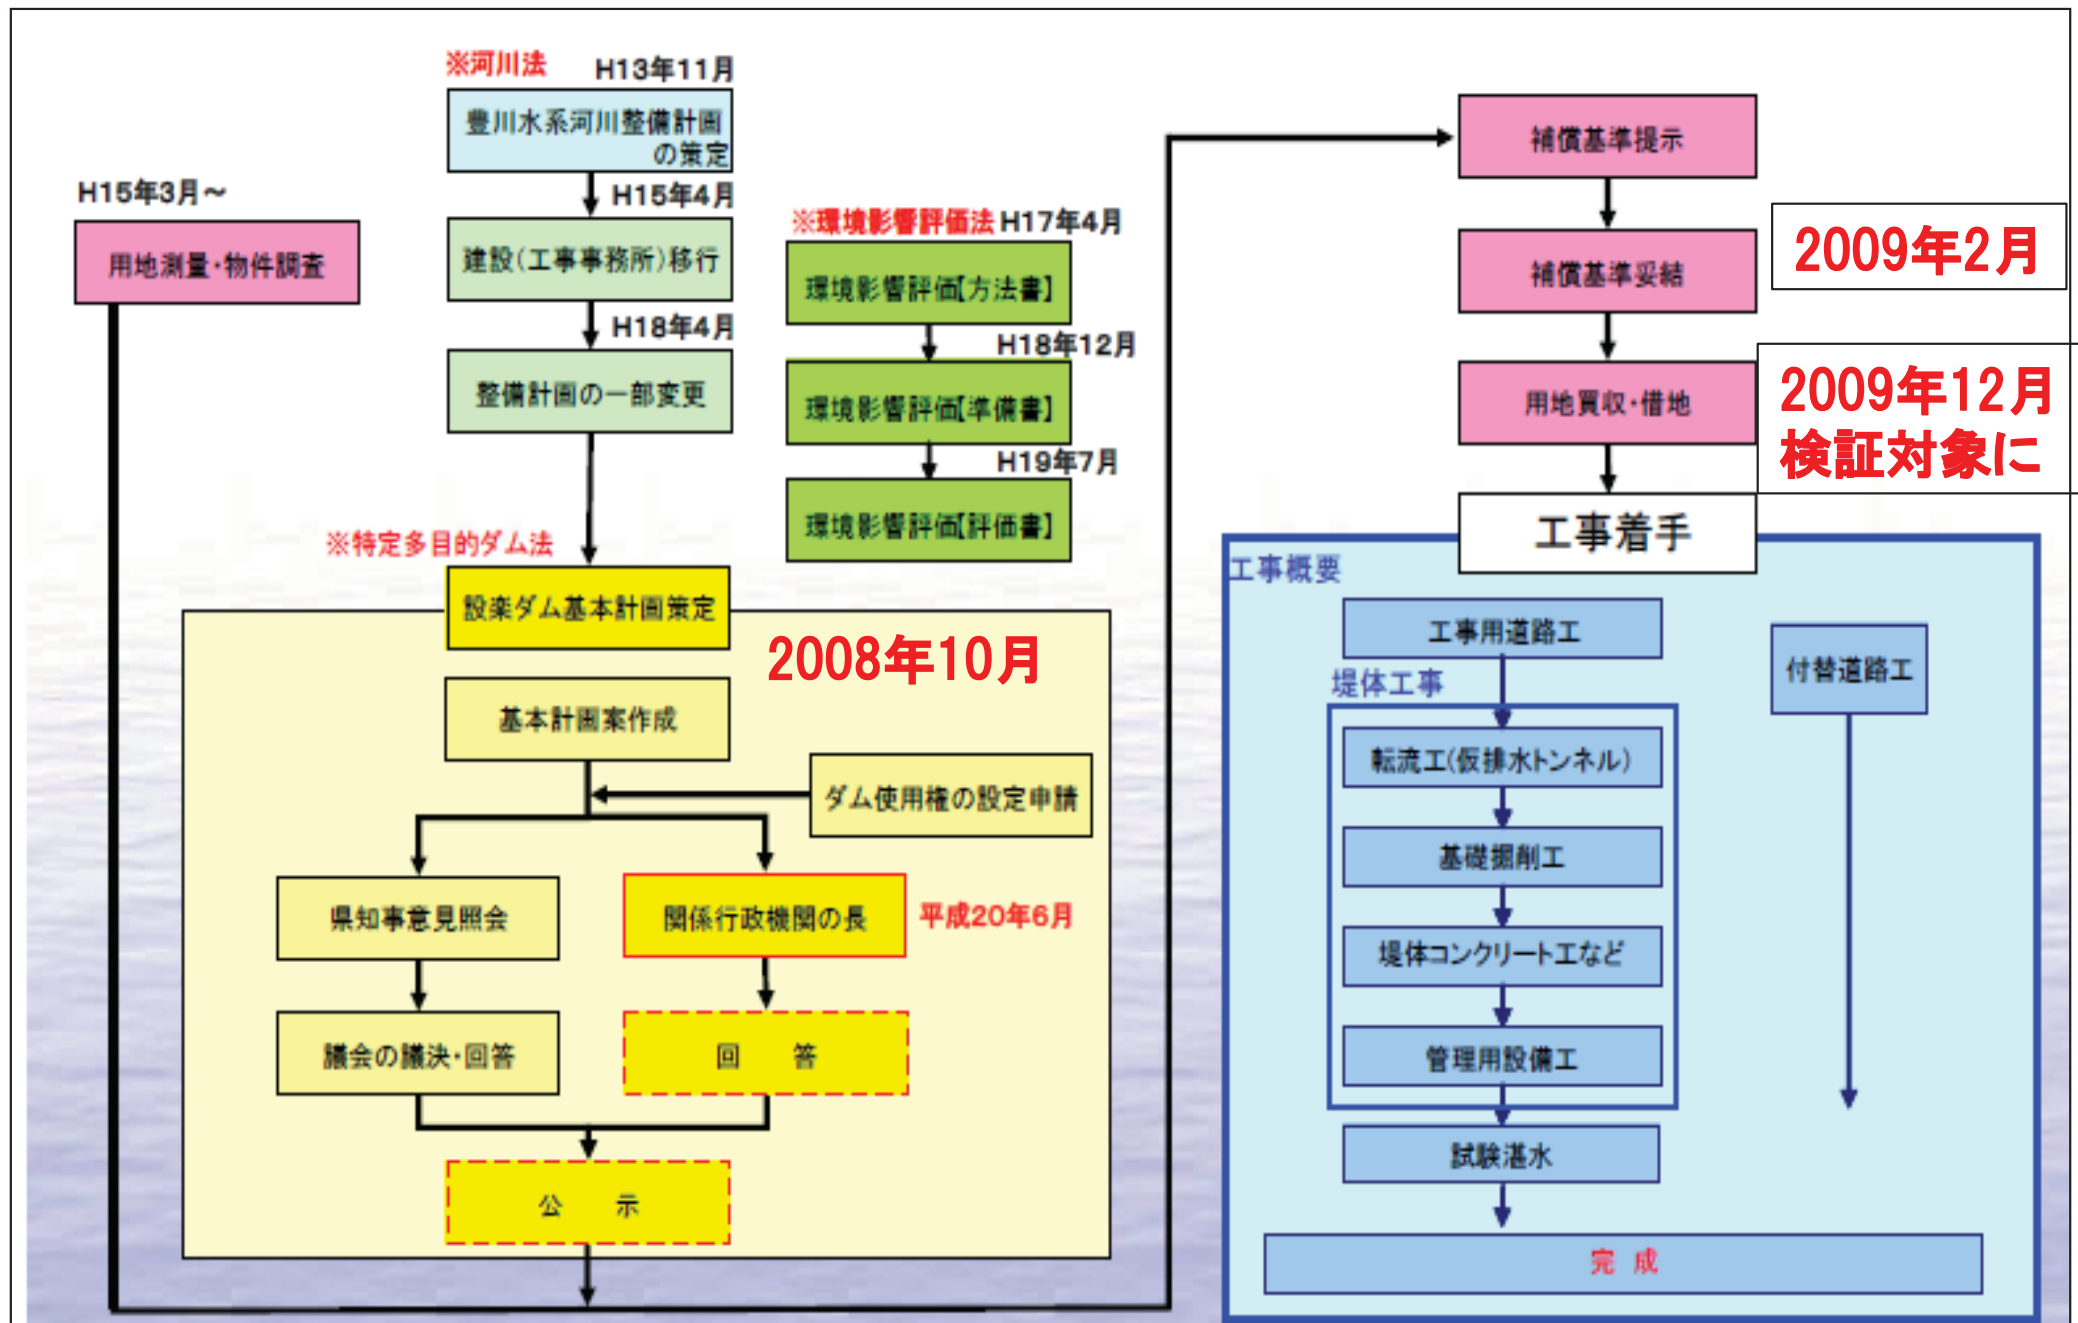 ※河川法 H13年11月
豊川水系河川整備計画
の策定
H15年3月～
用地測量・物件調査
H15年4月
建設(工事事務所)移行
H18年4月
整備計画の一部変更
※環境影響評価法 H17年4月
環境影響評価【方法書】
H18年12月
環境影響評価【準備書】
H19年7月
環境影響評価【評価書】
※特定多目的ダム法
設楽ダム基本計画策定
2008年10月
基本計画案作成
ダム使用権の設定申請
県知事意見照会
関係行政機関の長
平成20年6月
議会の議決・回答
回 答
公 示
補償基準提示
補償基準妥結
2009年2月
用地買収・借地
2009年12月
検証対象に
工事着手
工事概要
工事用道路工
付替道路工
堤体工事
転流工(仮排水トンネル)
基礎掘削工
堤体コンクリート工など
管理用設備工
試験湛水
完 成